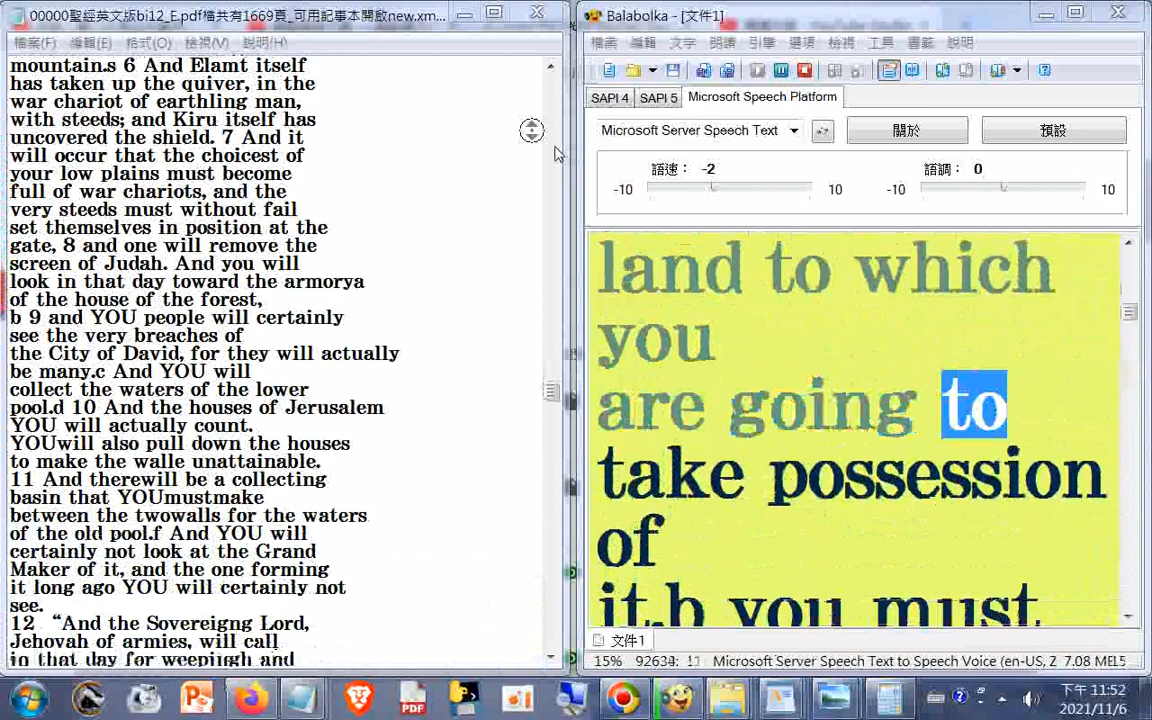 00000聖經英文版bi12_E.pdf檔共有1669頁_可用記事本開啟new.xm...
檔案(F) 編輯(E) 格式(O) 檢視(V) 說明(H)
mountain.s 6 And Elamt itself
has taken up the quiver, in the
war chariot of earthling man,
with steeds; and Kiru itself has
uncovered the shield. 7 And it
will occur that the choicest of
your low plains must become
full of war chariots, and the
very steeds must without fail
set themselves in position at the
gate, 8 and one will remove the
screen of Judah. And you will
look in that day toward the armorya
of the house of the forest,
b 9 and YOU people will certainly
see the very breaches of
the City of David, for they will actually
be many.c And YOU will
collect the waters of the lower
pool.d 10 And the houses of Jerusalem
YOU will actually count.
YOUwill also pull down the houses
to make the walle unattainable.
11 And therewill be a collecting
basin that YOUmustmake
between the twowalls for the waters
of the old pool.f And YOU will
certainly not look at the Grand
Maker of it, and the one forming
it long ago YOU will certainly not
see.
12 “And the Sovereigng Lord,
Jehovah of armies, will call
in that day for weepingh and
Balabolka - [文件1]
檔案 編輯 文字 朗讀 引擎 選項 檢視 工具 書籤 說明
SAPI 4 SAPI 5 Microsoft Speech Platform
Microsoft Server Speech Text 關於 預設
語速: -2 語調: 0
-10 10 -10 10
land to which
you
are going to
take possession
of
it,b you must
文件1
15% 92634: Microsoft Server Speech Text to Speech Voice (en-US, Z 7.08
PDF
下午 11:52
2021/11/6